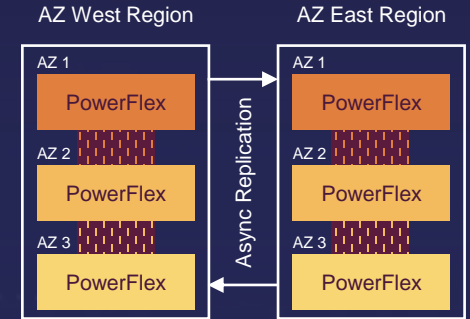 AZ West Region
AZ 1
PowerFlex
AZ 2
PowerFlex
AZ 3
PowerFlex
Async Replication
AZ East Region
AZ 1
PowerFlex
AZ 2
PowerFlex
AZ 3
PowerFlex